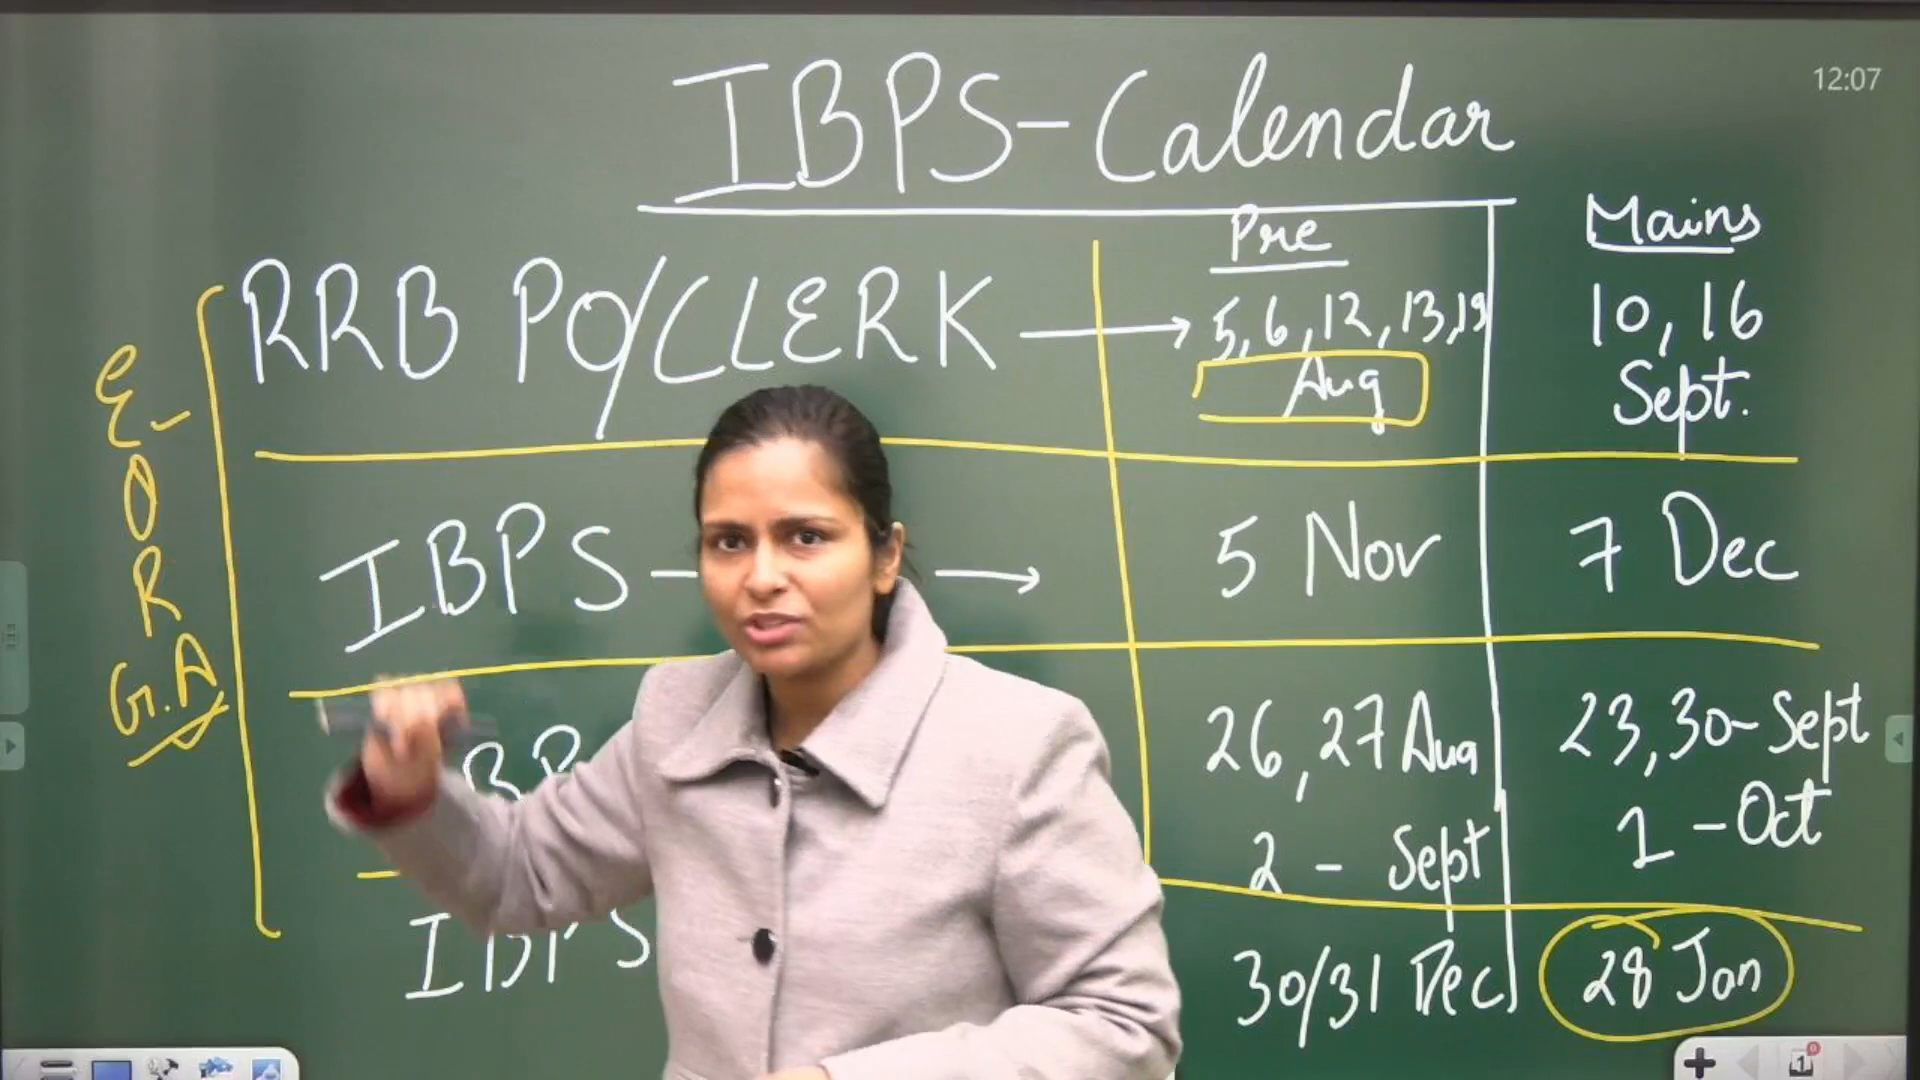 12:07
IBPS-Calendar
Pre
Mains
RRB PO/CLERK → 5, 6, 12, 13, 19
Aug
10, 16
Sept.
E -
Q
R
G.A
IBPS - → 5 Nov 7 Dec
26, 27 Aug 23, 30-Sept
2 - Sept 1 - Oct
IBPS 30/31 Dec 28 Jan
1